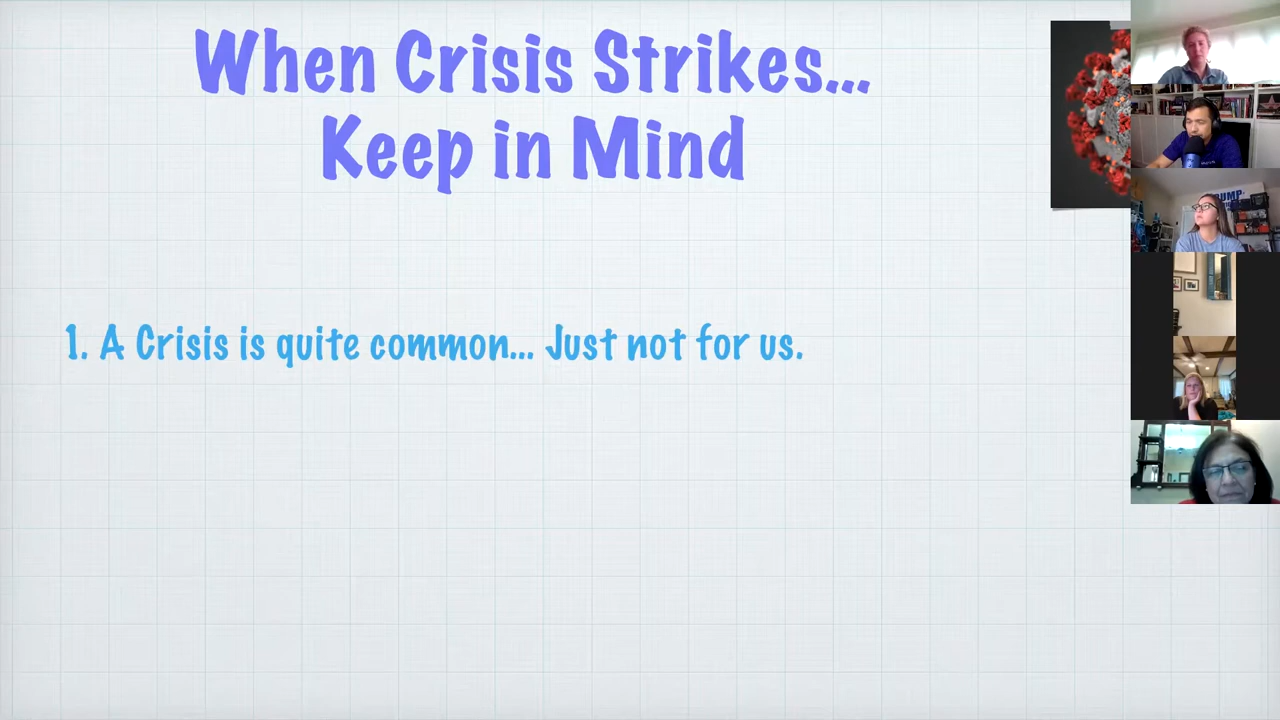 When Crisis Strikes...
Keep in Mind
1. A Crisis is quite common... Just not for us.